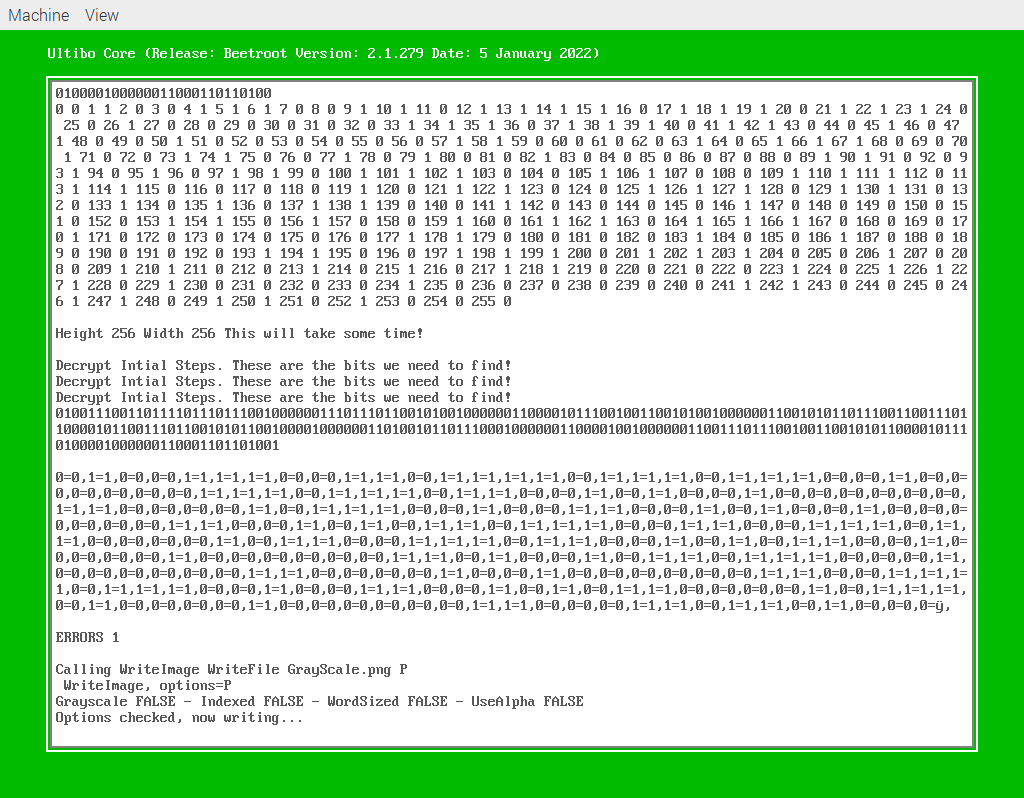 Machine View
Ultibo Core (Release: Beetroot Version: 2.1.279 Date: 5 January 2022)
010000100000011000110110100
0 0 1 1 2 0 3 0 4 1 5 1 6 1 7 0 8 0 9 1 10 1 11 0 12 1 13 1 14 1 15 1 16 0 17 1 18 1 19 1 20 0 21 1 22 1 23 1 24 0
25 0 26 1 27 0 28 0 29 0 30 0 31 0 32 0 33 1 34 1 35 1 36 0 37 1 38 1 39 1 40 0 41 1 42 1 43 0 44 0 45 1 46 0 47
1 48 0 49 0 50 1 51 0 52 0 53 0 54 0 55 0 56 0 57 1 58 1 59 0 60 0 61 0 62 0 63 1 64 0 65 1 66 1 67 1 68 0 69 0 70
1 71 0 72 0 73 1 74 1 75 0 76 0 77 1 78 0 79 1 80 0 81 0 82 1 83 0 84 0 85 0 86 0 87 0 88 0 89 1 90 1 91 0 92 0 9
3 1 94 0 95 1 96 0 97 1 98 1 99 0 100 1 101 1 102 1 103 0 104 0 105 1 106 1 107 0 108 0 109 1 110 1 111 1 112 0 11
3 1 114 1 115 0 116 0 117 0 118 0 119 1 120 0 121 1 122 1 123 0 124 0 125 1 126 1 127 1 128 0 129 1 130 1 131 0 13
2 0 133 1 134 0 135 1 136 0 137 1 138 1 139 0 140 0 141 1 142 0 143 0 144 0 145 0 146 1 147 0 148 0 149 0 150 0 15
1 0 152 0 153 1 154 1 155 0 156 1 157 0 158 0 159 1 160 0 161 1 162 1 163 0 164 1 165 1 166 1 167 0 168 0 169 0 17
0 1 171 0 172 0 173 0 174 0 175 0 176 0 177 1 178 1 179 0 180 0 181 0 182 0 183 1 184 0 185 0 186 1 187 0 188 0 18
9 0 190 0 191 0 192 0 193 1 194 1 195 0 196 0 197 1 198 1 199 1 200 0 201 1 202 1 203 1 204 0 205 0 206 1 207 0 20
8 0 209 1 210 1 211 0 212 0 213 1 214 0 215 1 216 0 217 1 218 1 219 0 220 0 221 0 222 0 223 1 224 0 225 1 226 1 22
7 1 228 0 229 1 230 0 231 0 232 0 233 0 234 1 235 0 236 0 237 0 238 0 239 0 240 0 241 1 242 1 243 0 244 0 245 0 24
6 1 247 1 248 0 249 1 250 1 251 0 252 1 253 0 254 0 255 0
Height 256 Width 256 This will take some time!
Decrypt Intial Steps. These are the bits we need to find!
Decrypt Intial Steps. These are the bits we need to find!
Decrypt Intial Steps. These are the bits we need to find!
010011100110111101110111001000000111011101100101001000000110000101110010011001010010000001100101011011100110011101
100001011001110110010101100100001000000110100101101110001000000110000100100000011001110111001001100101011000010111
0100001000000110001101101001
0=0,1=1,0=0,0=0,1=1,1=1,1=1,0=0,0=0,1=1,1=1,0=0,1=1,1=1,1=1,1=1,0=0,1=1,1=1,1=1,0=0,1=1,1=1,1=1,0=0,0=0,1=1,0=0,0=
0,0=0,0=0,0=0,0=0,1=1,1=1,1=1,0=0,1=1,1=1,1=1,0=0,1=1,1=1,0=0,0=0,1=1,0=0,1=1,0=0,0=0,1=1,0=0,0=0,0=0,0=0,0=0,0=0,
1=1,1=1,0=0,0=0,0=0,0=0,1=1,0=0,1=1,1=1,1=1,0=0,0=0,1=1,0=0,0=0,1=1,1=1,0=0,0=0,1=1,0=0,1=1,0=0,0=0,1=1,0=0,0=0,0=
0,0=0,0=0,0=0,1=1,1=1,0=0,0=0,1=1,0=0,1=1,0=0,1=1,1=1,0=0,1=1,1=1,1=1,0=0,0=0,1=1,1=1,0=0,0=0,1=1,1=1,1=1,0=0,1=1,
1=1,0=0,0=0,0=0,0=0,1=1,0=0,1=1,1=1,0=0,0=0,1=1,1=1,1=1,0=0,1=1,1=1,0=0,0=0,1=1,0=0,1=1,0=0,1=1,1=1,0=0,0=0,1=1,0=
0,0=0,0=0,0=0,1=1,0=0,0=0,0=0,0=0,0=0,0=0,1=1,1=1,0=0,1=1,0=0,0=0,1=1,0=0,1=1,1=1,0=0,1=1,1=1,1=1,0=0,0=0,0=0,1=1,
0=0,0=0,0=0,0=0,0=0,0=0,1=1,1=1,0=0,0=0,0=0,0=0,1=1,0=0,0=0,1=1,0=0,0=0,0=0,0=0,0=0,0=0,1=1,1=1,0=0,0=0,1=1,1=1,1=
1,0=0,1=1,1=1,1=1,0=0,0=0,1=1,0=0,0=0,1=1,1=1,0=0,0=0,1=1,0=0,1=1,0=0,1=1,1=1,0=0,0=0,0=0,0=0,1=1,0=0,1=1,1=1,1=1,
0=0,1=1,0=0,0=0,0=0,0=0,1=1,0=0,0=0,0=0,0=0,0=0,0=0,1=1,1=1,0=0,0=0,0=0,1=1,1=1,0=0,1=1,1=1,0=0,1=1,0=0,0=0,0=ÿ,
ERRORS 1
Calling WriteImage WriteFile GrayScale.png P
WriteImage, options=P
Grayscale FALSE - Indexed FALSE - WordSized FALSE - UseAlpha FALSE
Options checked, now writing...